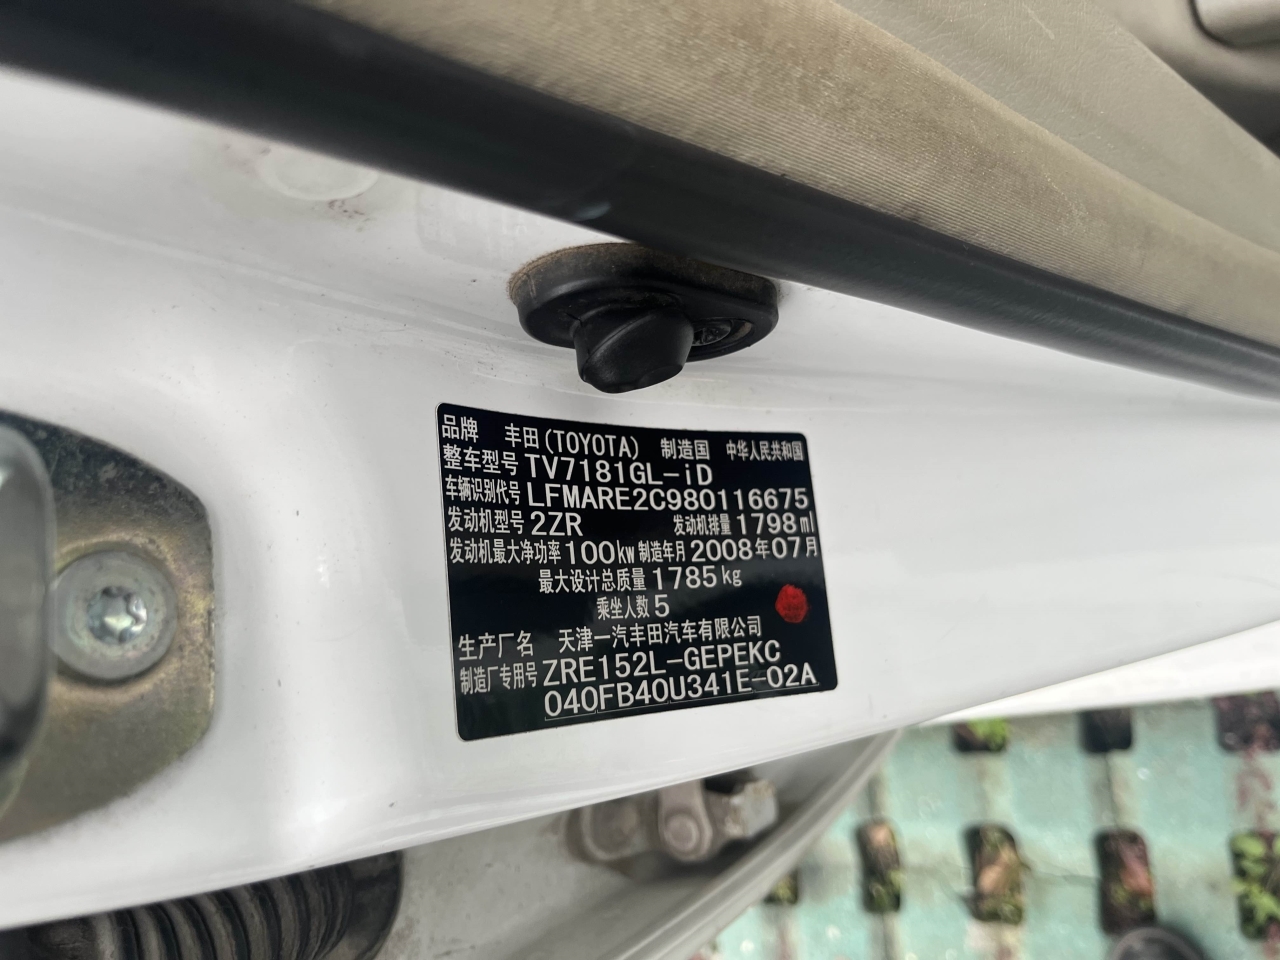 品牌 丰田(TOYOTA) 制造国 中华人民共和国
整车型号 TV7181GL-iD
车辆识别代号 LFMARE2C980116675
发动机型号 2ZR 发动机排量 1798ml
发动机最大净功率 100kw 制造年月 2008年07月
最大设计总质量 1785kg
乘坐人数 5
生产厂名 天津一汽丰田汽车有限公司
制造厂专用号 ZRE152L-GEPEKC
040FB40U341E-02A